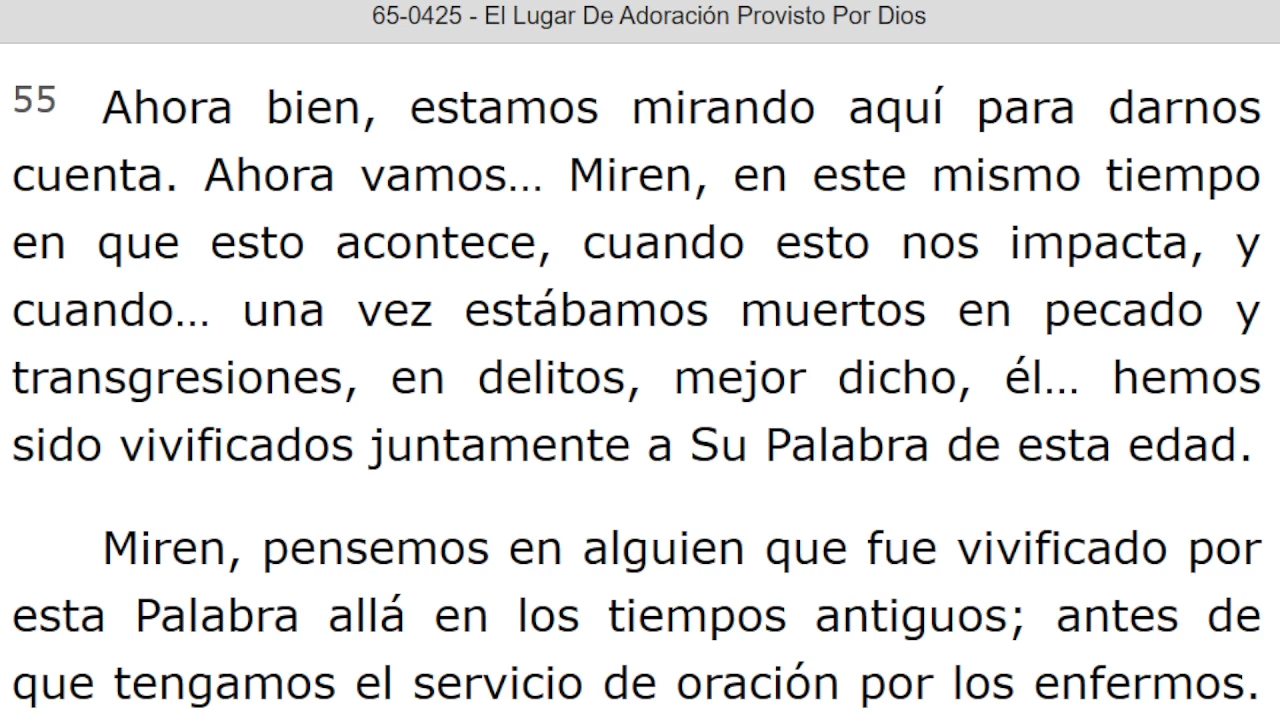 65-0425 - El Lugar De Adoración Provisto Por Dios
55 Ahora bien, estamos mirando aquí para darnos
cuenta. Ahora vamos... Miren, en este mismo tiempo
en que esto acontece, cuando esto nos impacta, y
cuando... una vez estábamos muertos en pecado y
transgresiones, en delitos, mejor dicho, él... hemos
sido vivificados juntamente a Su Palabra de esta edad.
Miren, pensemos en alguien que fue vivificado por
esta Palabra allá en los tiempos antiguos; antes de
que tengamos el servicio de oración por los enfermos.